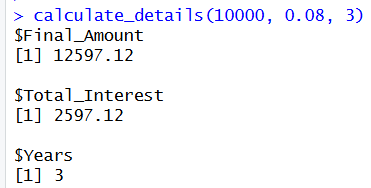 > calculate_details(10000, 0.08, 3)
$Final_Amount
[1] 12597.12

$Total_Interest
[1] 2597.12

$Years
[1] 3